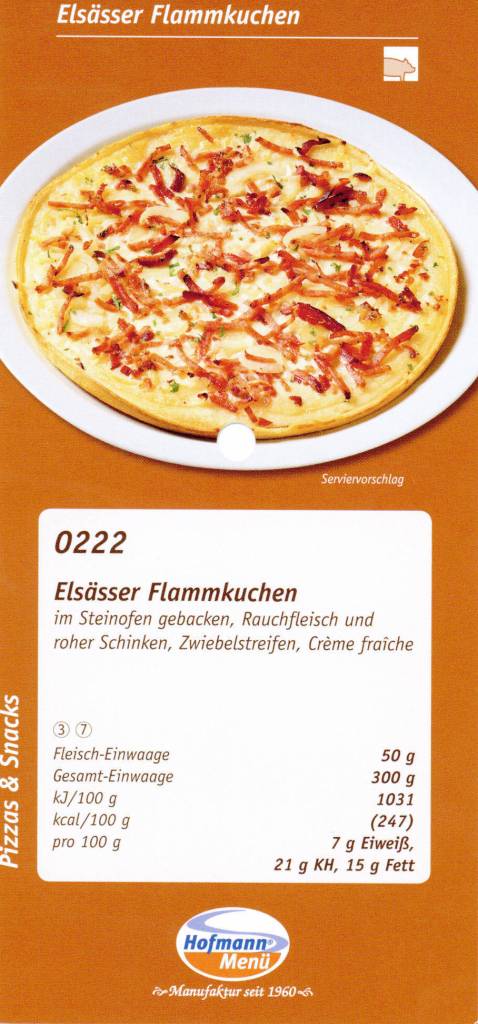 Elsässer Flammkuchen
Serviervorschlag
0222
Elsässer Flammkuchen
im Steinofen gebacken, Rauchfleisch und
roher Schinken, Zwiebelstreifen, Crème fraîche
③ ⑦
Fleisch-Einwaage 50 g
Gesamt-Einwaage 300 g
kJ/100 g 1031
kcal/100 g (247)
pro 100 g 7 g Eiweiß,
21 g KH, 15 g Fett
Pizzas & Snacks
Hofmann®
Menü
Manufaktur seit 1960